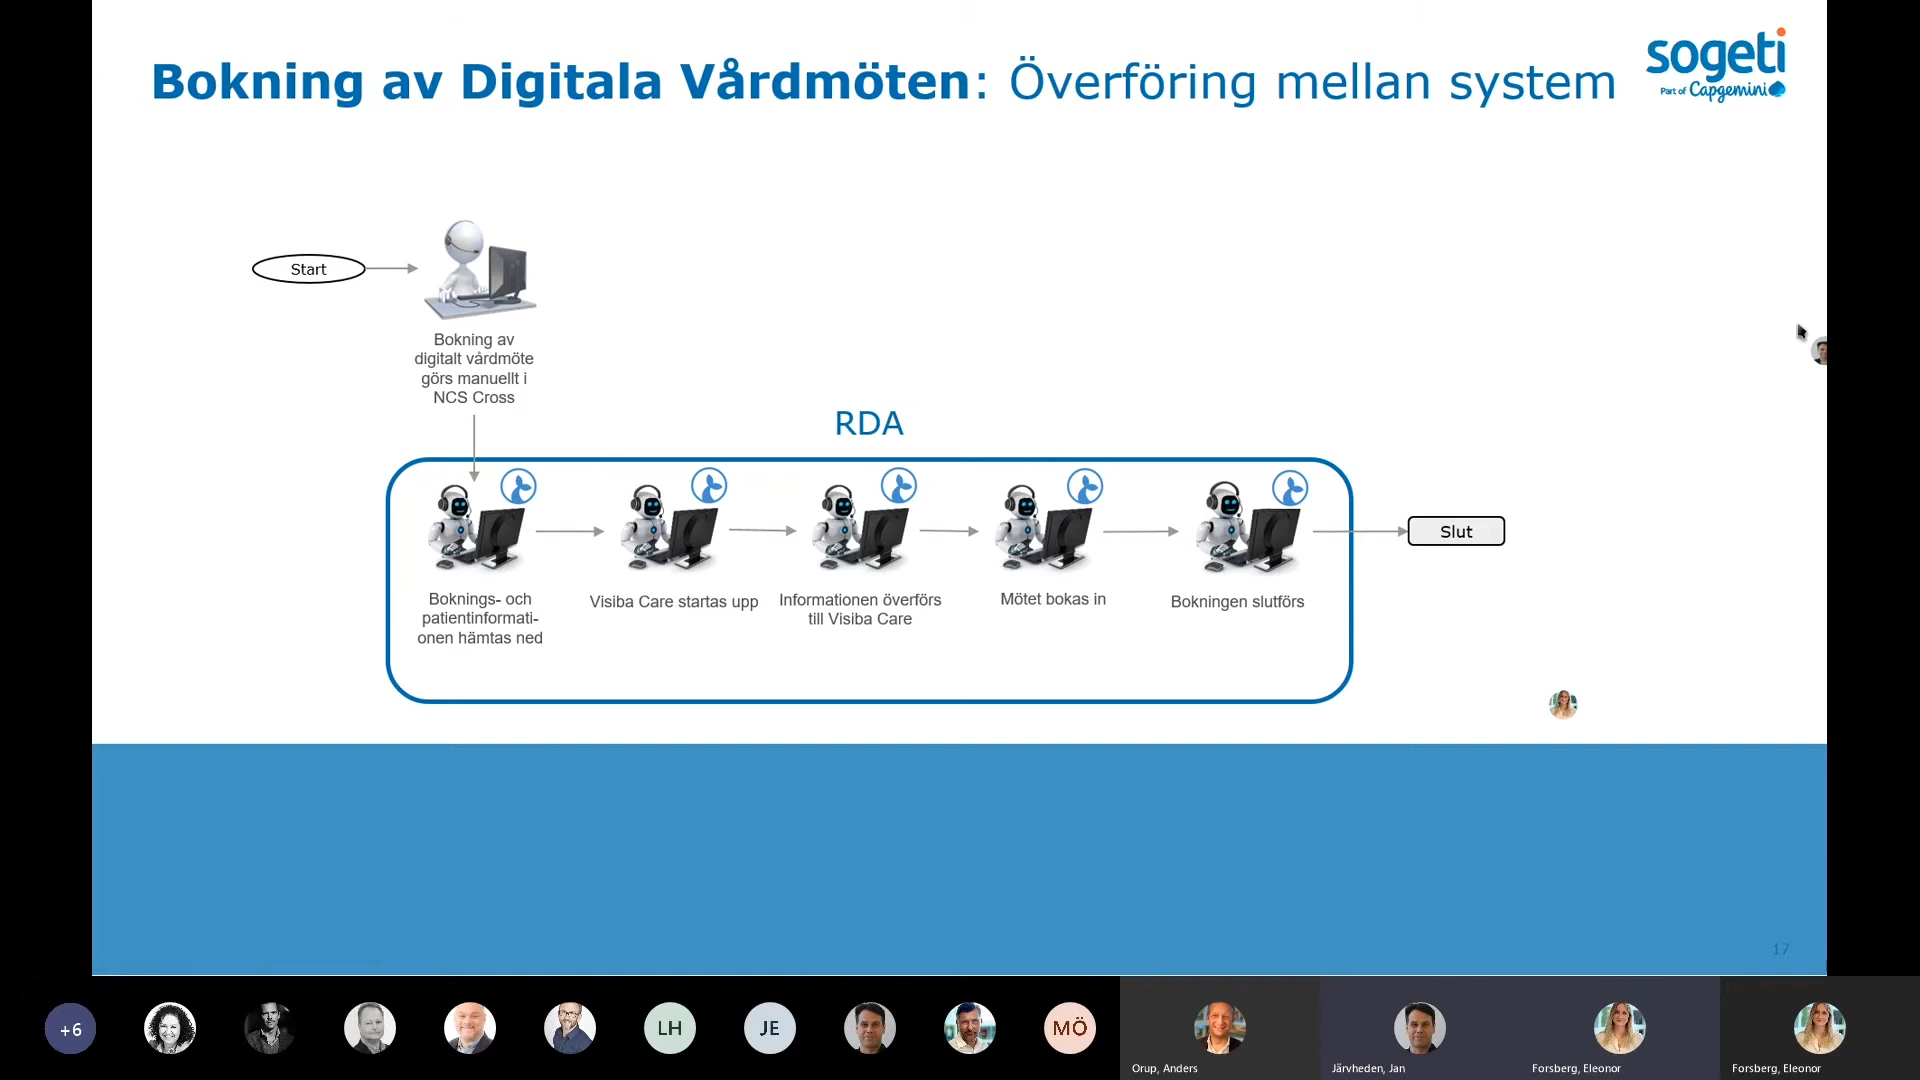 Bokning av Digitala Vårdmöten: Överföring mellan system
sogeti
Part of Capgemini
Start
Bokning av
digitalt vårdmöte
görs manuellt i
NCS Cross
RDA
Boknings- och
patientinformati-
onen hämtas ned
Visiba Care startas upp
Informationen överförs
till Visiba Care
Mötet bokas in
Bokningen slutförs
Slut
17
+6
LH
JE
MÖ
Orup, Anders
Järvheden, Jan
Forsberg, Eleonor
Forsberg, Eleonor